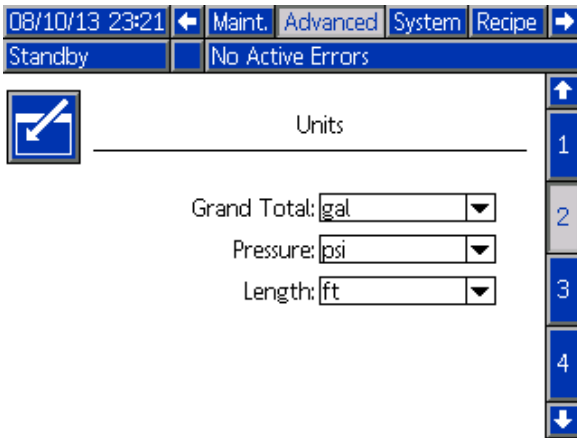 08/10/13 23:21 Maint. Advanced System Recipe
Standby No Active Errors
Units
1
Grand Total: gal
2
Pressure: psi
Length: ft
3
4